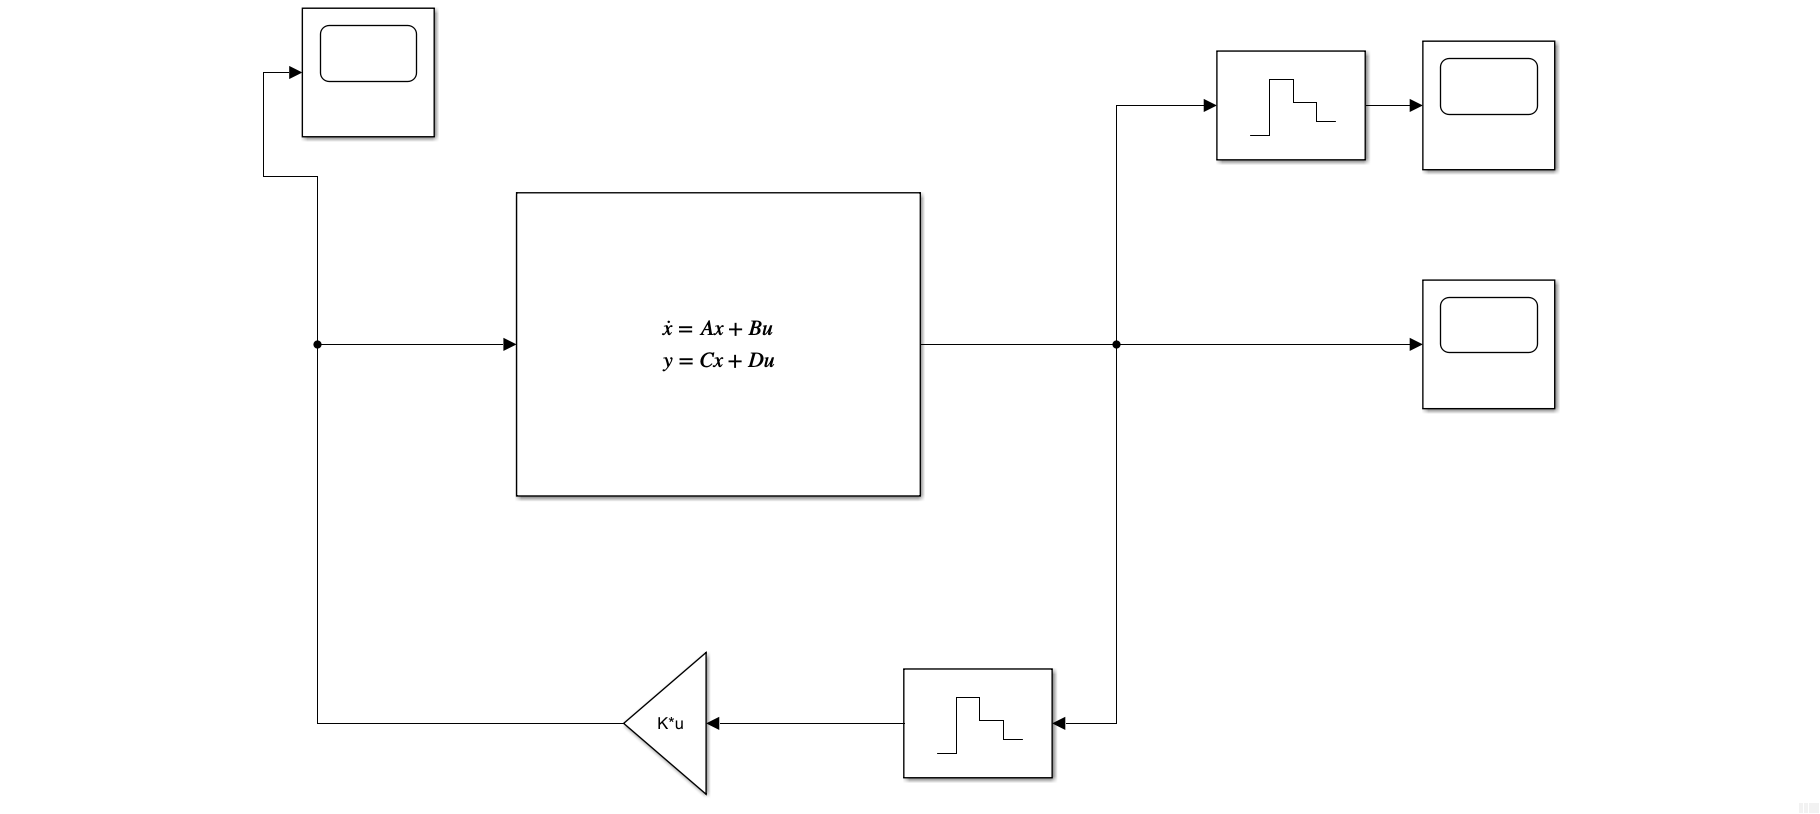 ẋ = Ax + Bu
y = Cx + Du
K*u